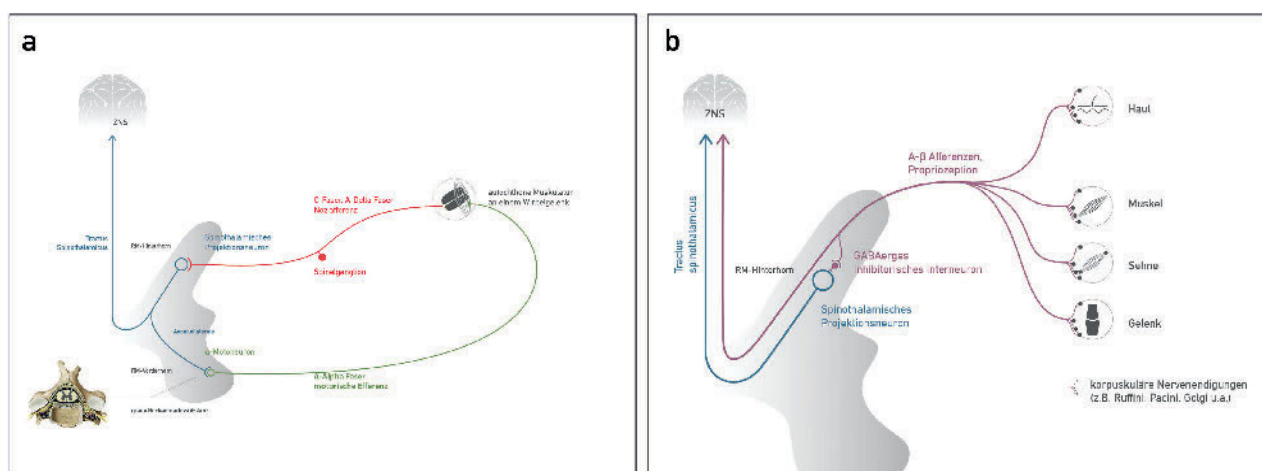 a
ZNS
Tractus
Spinothalamicus
RM-Hinterhorn
Spinothalamisches
Projektionsneuron
C-Faser, A-Delta Faser
Nozafferenz
Spinalganglion
autochthone Muskulatur
an einem Wirbelgelenk
α-Motoneuron
RM-Vorderhorn
A-Alpha Faser
motorische Efferenz
b
ZNS
Tractus
spinothalamicus
RM-Hinterhorn
A-β Afferenzen,
Propriozeption
GABAerges
inhibitorisches Interneuron
Spinothalamisches
Projektionsneuron
Haut
Muskel
Sehne
Gelenk
korpuskuläre Nervenendigungen
(z.B. Ruffini, Pacini, Golgi u.a.)